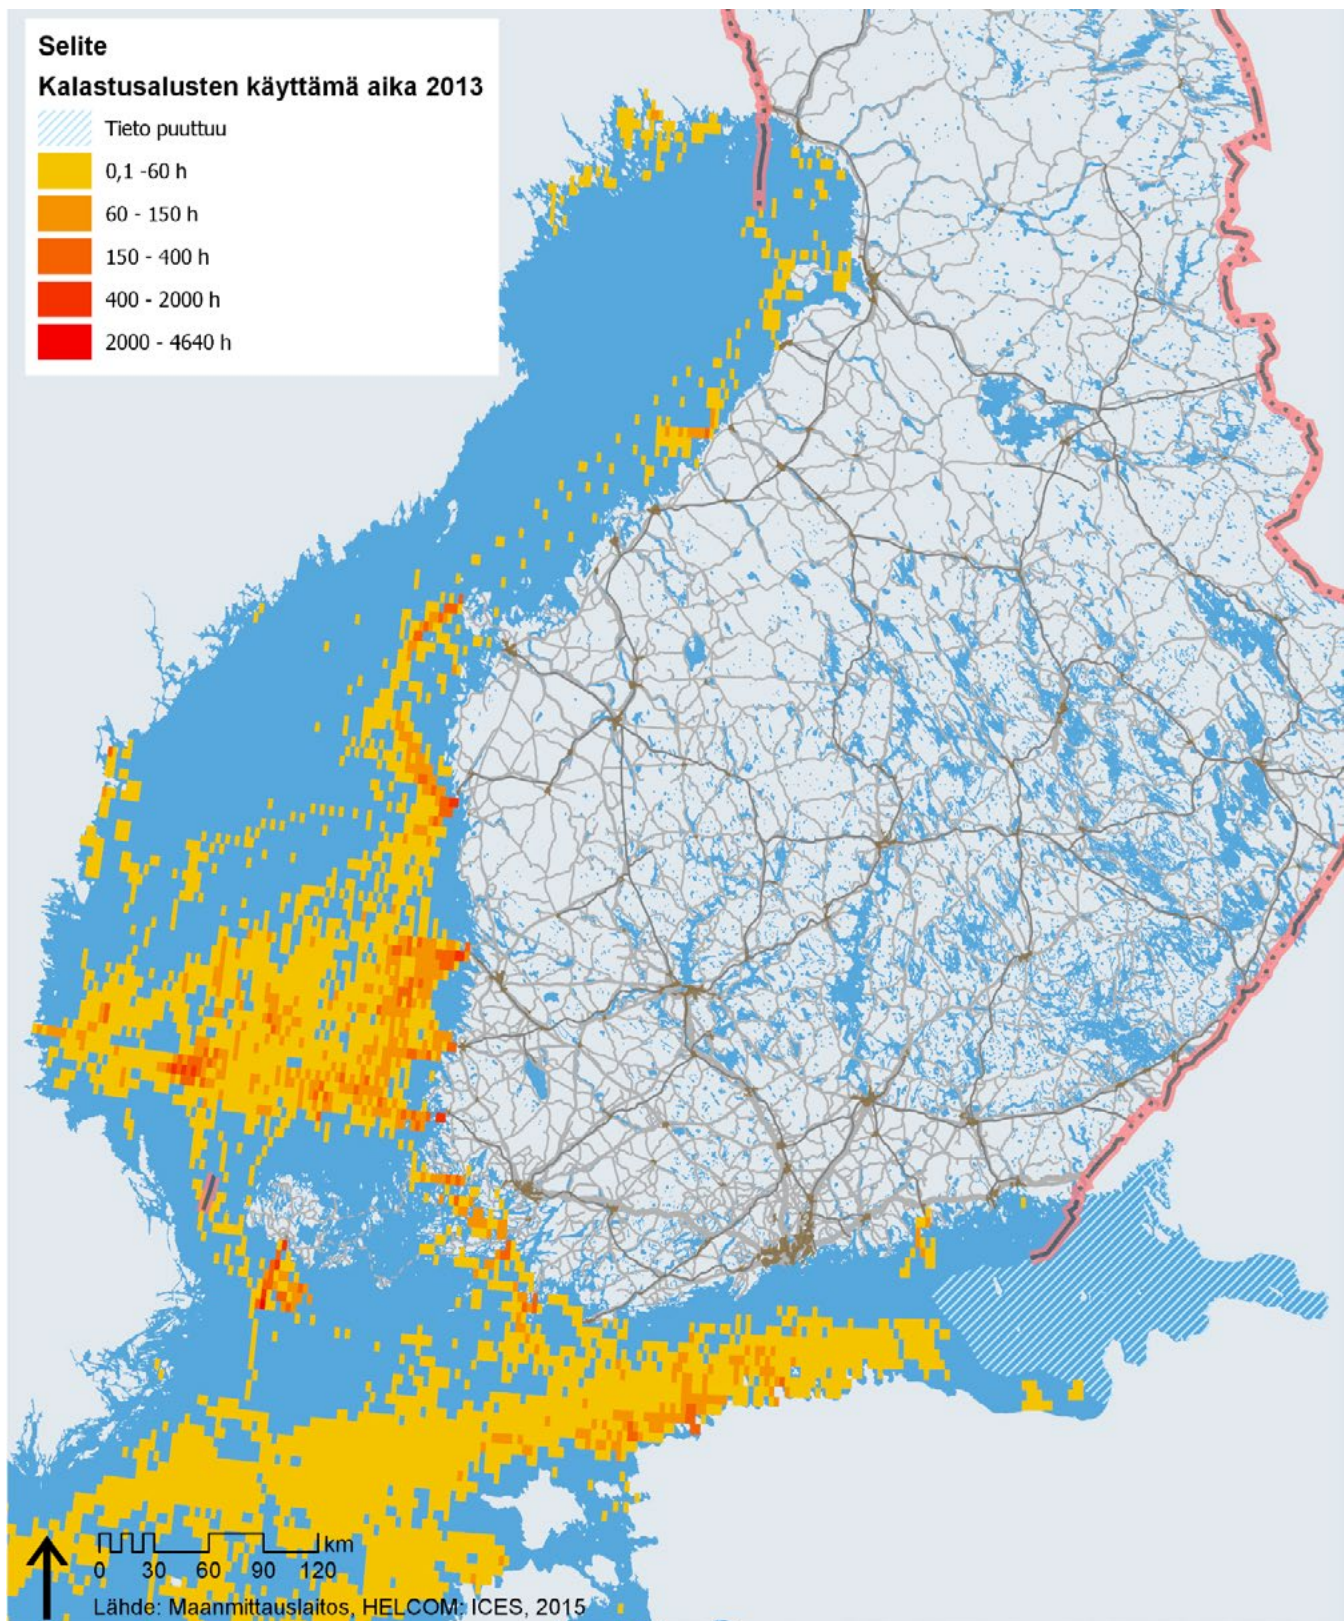 Selite
Kalastusalusten käyttämä aika 2013
Tieto puuttuu
0,1 -60 h
60 - 150 h
150 - 400 h
400 - 2000 h
2000 - 4640 h
km
0 30 60 90 120
Lähde: Maanmittauslaitos, HELCOM: ICES, 2015